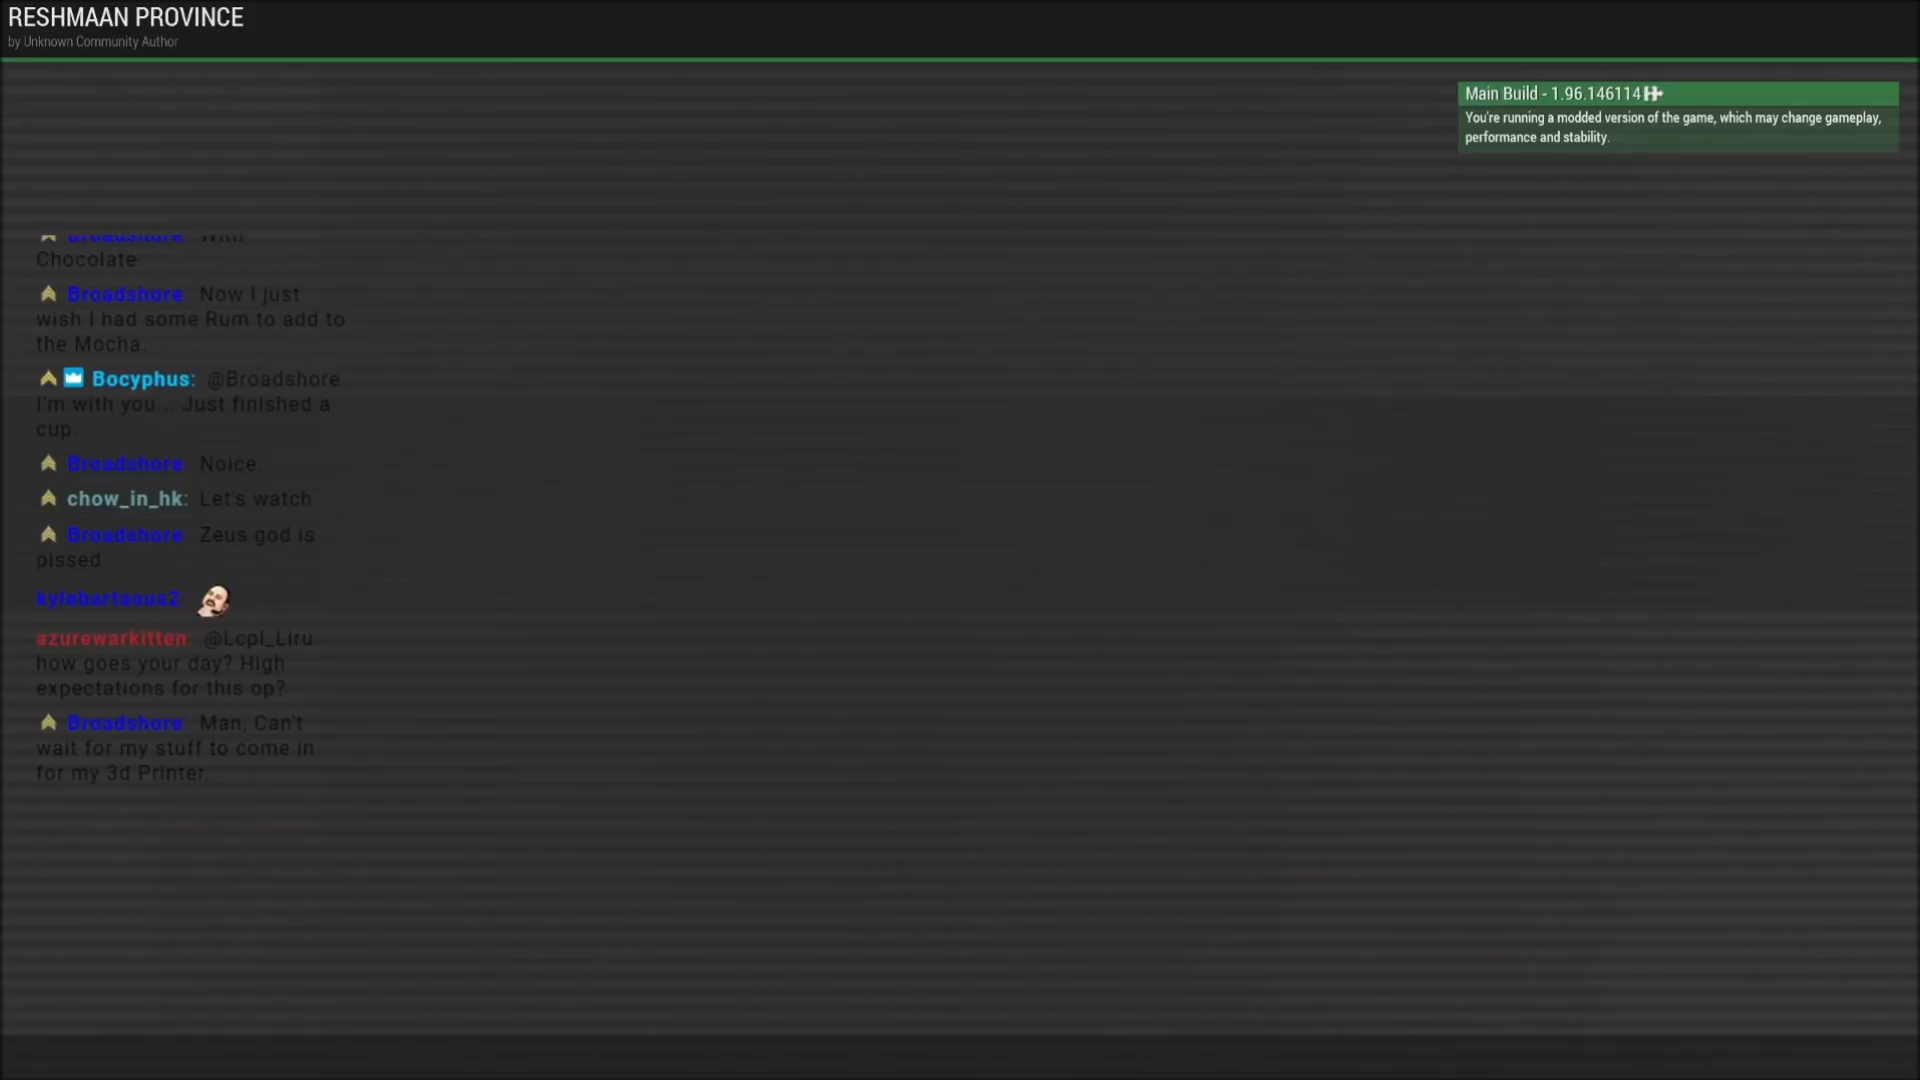 RESHMAAN PROVINCE
by Unknown Community Author
Main Build - 1.96.146114
You're running a modded version of the game, which may change gameplay,
performance and stability.
Broadshore: With
Chocolate
Broadshore: Now I just
wish I had some Rum to add to
the Mocha.
Bocyphus: @Broadshore
I'm with you... Just finished a
cup.
Broadshore: Noice.
chow_in_hk: Let's watch
Broadshore: Zeus god is
pissed
kylebartaous2:
azurewarkitten: @Lcpl_Liru
how goes your day? High
expectations for this op?
Broadshore: Man, Can't
wait for my stuff to come in
for my 3d Printer.